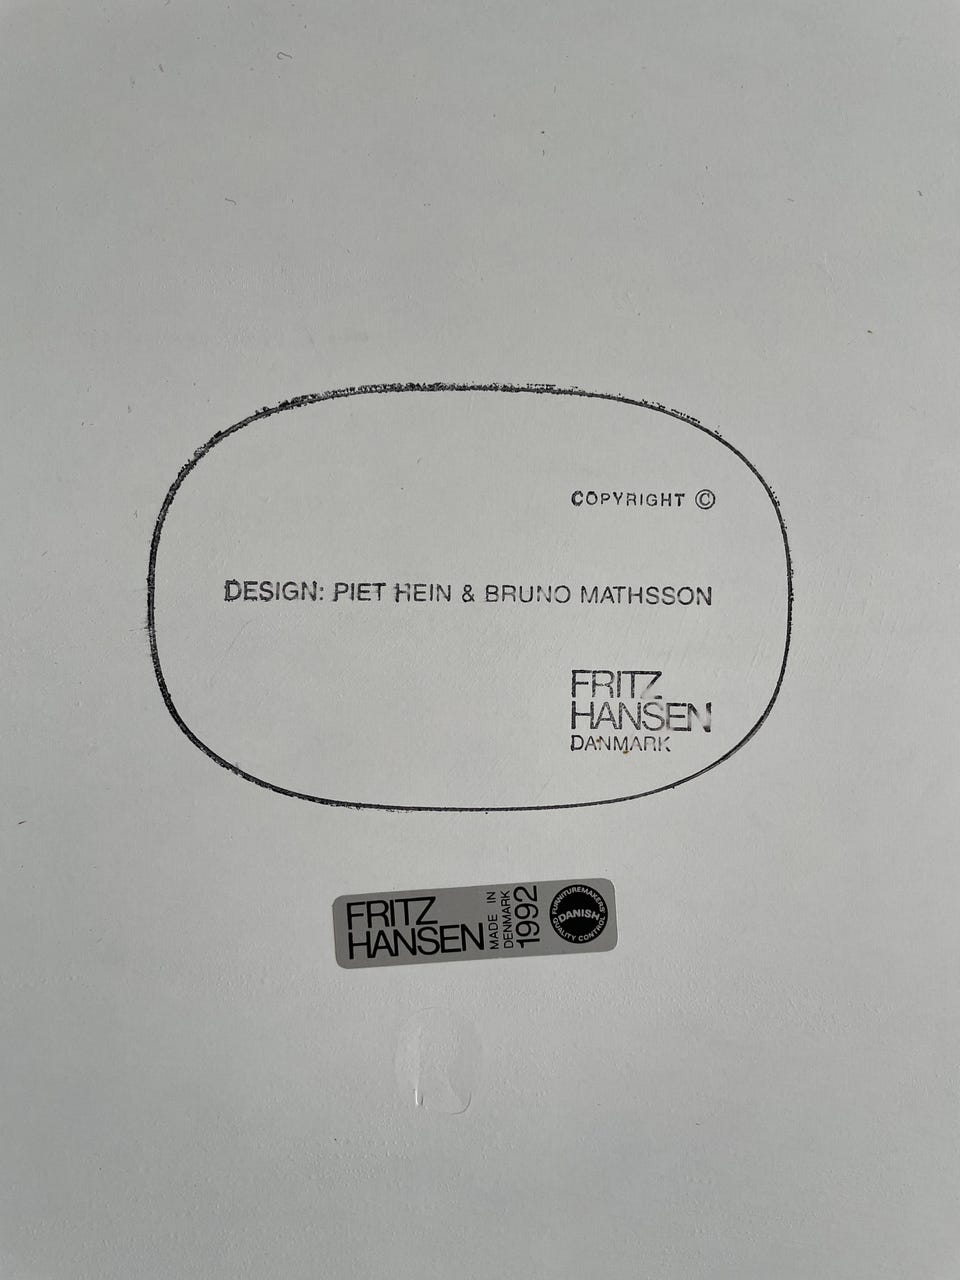 COPYRIGHT ©
DESIGN: PIET HEIN & BRUNO MATHSSON
FRITZ
HANSEN
DANMARK
FRITZ
HANSEN
MADE IN
DENMARK
1992
FURNITUREMAKERS
DANISH
QUALITY CONTROL